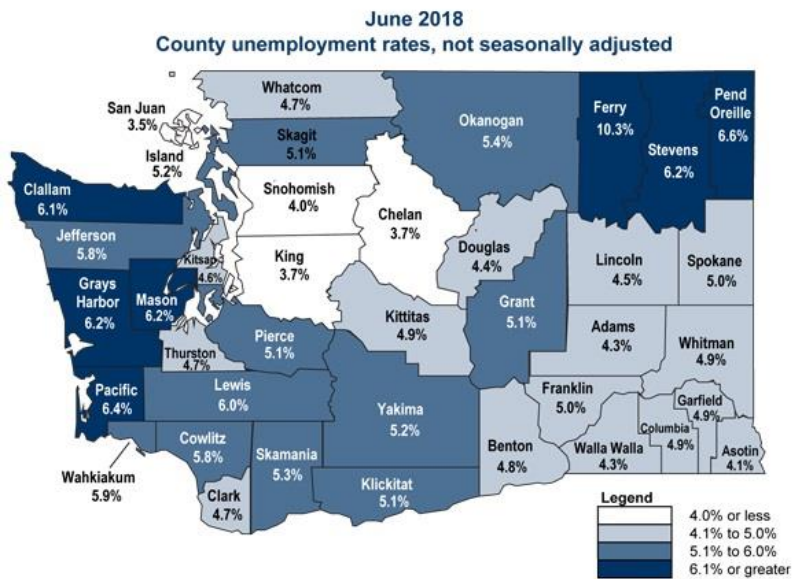 June 2018
County unemployment rates, not seasonally adjusted
Whatcom
4.7%
San Juan
3.5%
Skagit
5.1%
Island
5.2%
Okanogan
5.4%
Ferry
10.3%
Stevens
6.2%
Pend
Oreille
6.6%
Clallam
6.1%
Snohomish
4.0%
Chelan
3.7%
Jefferson
5.8%
Kitsap
4.6%
King
3.7%
Douglas
4.4%
Lincoln
4.5%
Spokane
5.0%
Grays
Harbor
6.2%
Mason
6.2%
Kittitas
4.9%
Grant
5.1%
Pierce
5.1%
Thurston
4.7%
Adams
4.3%
Whitman
4.9%
Pacific
6.4%
Lewis
6.0%
Yakima
5.2%
Franklin
5.0%
Garfield
4.9%
Columbia
4.9%
Benton
4.8%
Walla Walla
4.3%
Asotin
4.1%
Cowlitz
5.8%
Skamania
5.3%
Wahkiakum
5.9%
Clark
4.7%
Klickitat
5.1%
Legend
4.0% or less
4.1% to 5.0%
5.1% to 6.0%
6.1% or greater